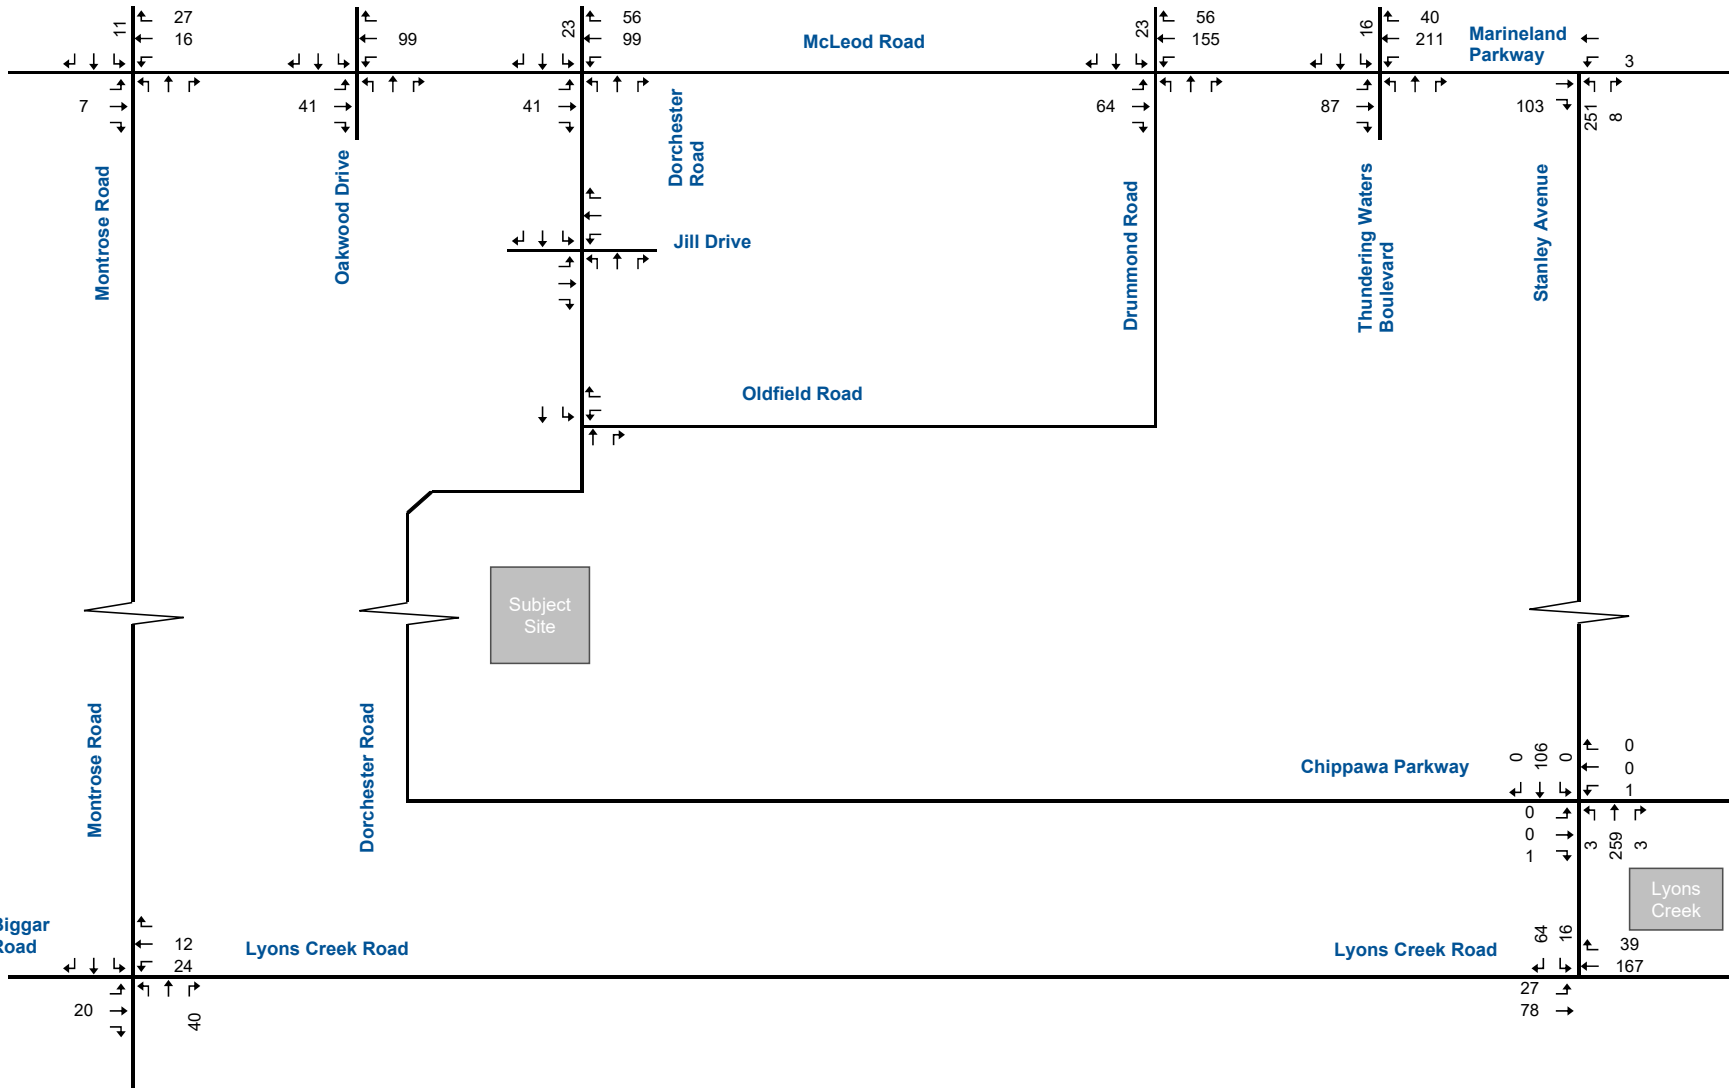 11
27
16
99
23
56
99
McLeod Road
23
56
155
16
40
211
Marineland
Parkway
3
7
41
41
64
87
103
251
8
Montrose Road
Oakwood Drive
Dorchester
Road
Drummond Road
Thundering Waters
Boulevard
Stanley Avenue
Jill Drive
Oldfield Road
Subject
Site
Montrose Road
Dorchester Road
Chippawa Parkway
0
106
0
0
0
1
0
0
1
3
259
3
Lyons
Creek
Biggar
Road
12
24
Lyons Creek Road
Lyons Creek Road
64
16
39
167
20
40
27
78